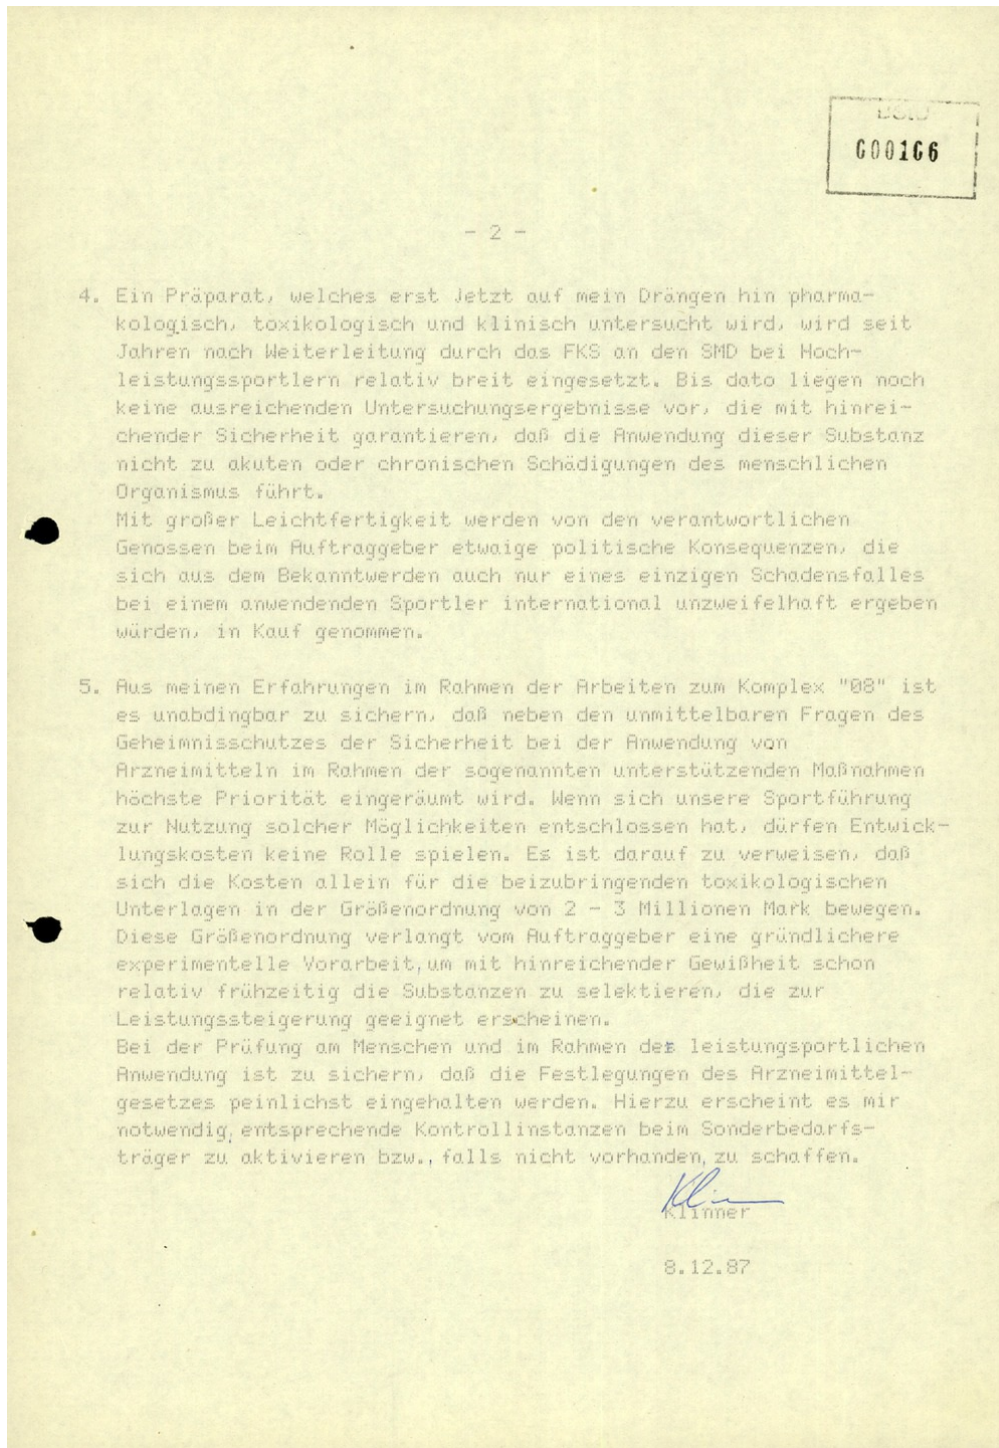 BStU
000166
- 2 -
4. Ein Präparat, welches erst Jetzt auf mein Drängen hin pharma-
kologisch, toxikologisch und klinisch untersucht wird, wird seit
Jahren nach Weiterleitung durch das FKS an den SMD bei Hoch-
leistungssportlern relativ breit eingesetzt. Bis dato liegen noch
keine ausreichenden Untersuchungsergebnisse vor, die mit hinrei-
chender Sicherheit garantieren, daß die Anwendung dieser Substanz
nicht zu akuten oder chronischen Schädigungen des menschlichen
Organismus führt.
Mit großer Leichtfertigkeit werden von den verantwortlichen
Genossen beim Auftraggeber etwaige politische Konsequenzen, die
sich aus dem Bekanntwerden auch nur eines einzigen Schadensfalles
bei einem anwendenden Sportler international unzweifelhaft ergeben
würden, in Kauf genommen.
5. Aus meinen Erfahrungen im Rahmen der Arbeiten zum Komplex "08" ist
es unabdingbar zu sichern, daß neben den unmittelbaren Fragen des
Geheimnisschutzes der Sicherheit bei der Anwendung von
Arzneimitteln im Rahmen der sogenannten unterstützenden Maßnahmen
höchste Priorität eingeräumt wird. Wenn sich unsere Sportführung
zur Nutzung solcher Möglichkeiten entschlossen hat, dürfen Entwick-
lungskosten keine Rolle spielen. Es ist darauf zu verweisen, daß
sich die Kosten allein für die beizubringenden toxikologischen
Unterlagen in der Größenordnung von 2 - 3 Millionen Mark bewegen.
Diese Größenordnung verlangt vom Auftraggeber eine gründlichere
experimentelle Vorarbeit, um mit hinreichender Gewißheit schon
relativ frühzeitig die Substanzen zu selektieren, die zur
Leistungssteigerung geeignet erscheinen.
Bei der Prüfung am Menschen und im Rahmen der leistungsportlichen
Anwendung ist zu sichern, daß die Festlegungen des Arzneimittel-
gesetzes peinlichst eingehalten werden. Hierzu erscheint es mir
notwendig, entsprechende Kontrollinstanzen beim Sonderbedarfs-
träger zu aktivieren bzw., falls nicht vorhanden, zu schaffen.
Klinner
8.12.87